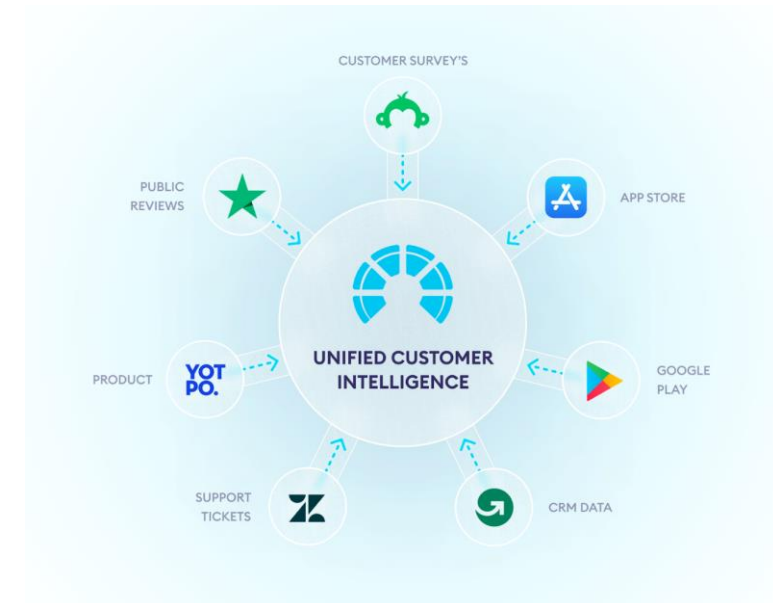 CUSTOMER SURVEY'S
PUBLIC
REVIEWS
APP STORE
UNIFIED CUSTOMER
INTELLIGENCE
PRODUCT
YOT
PO.
GOOGLE
PLAY
SUPPORT
TICKETS
CRM DATA